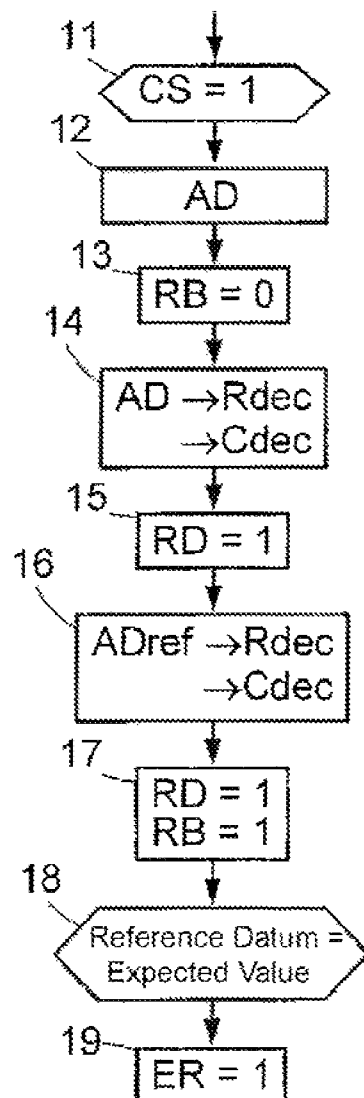 11
CS = 1
12
AD
13
RB = 0
14
AD →Rdec
→Cdec
15
RD = 1
16
ADref →Rdec
→Cdec
17
RD = 1
RB = 1
18
Reference Datum =
Expected Value
19
ER = 1